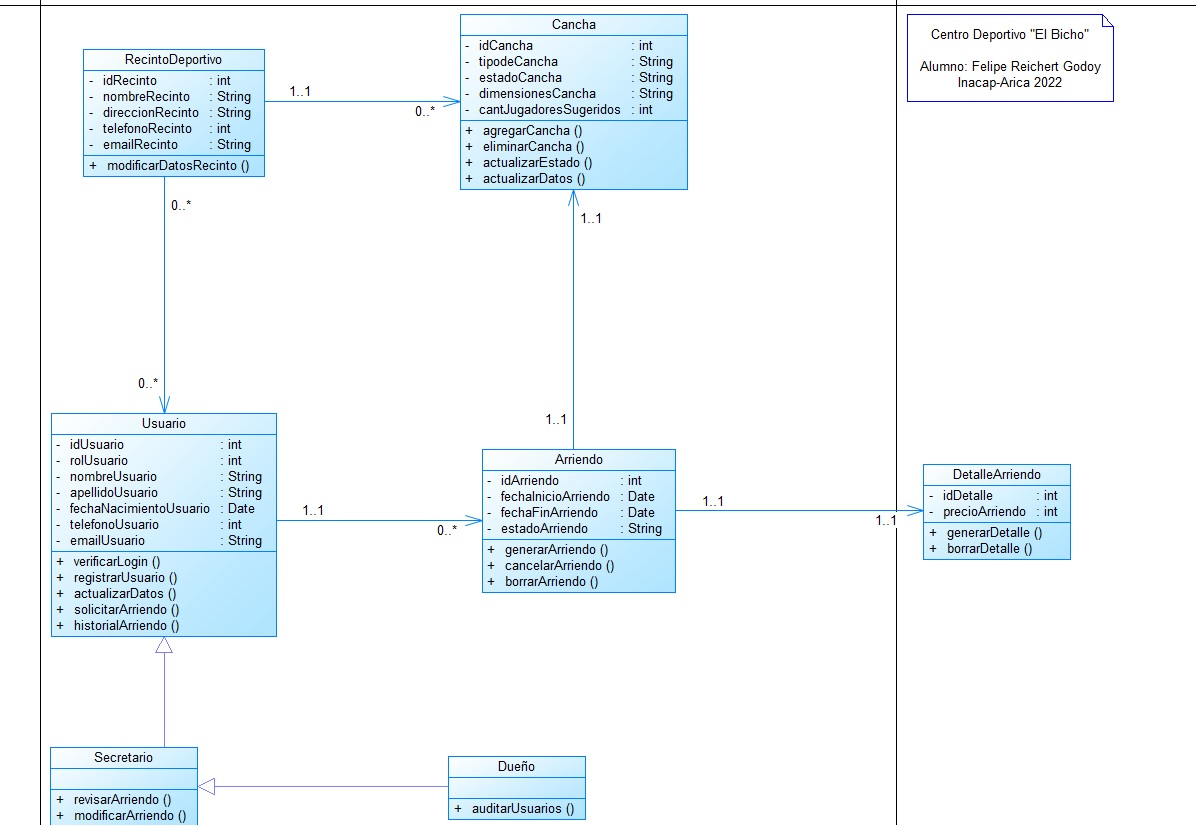 Cancha
- idCancha : int
- tipodeCancha : String
- estadoCancha : String
- dimensionesCancha : String
- cantJugadoresSugeridos : int
+ agregarCancha ()
+ eliminarCancha ()
+ actualizarEstado ()
+ actualizarDatos ()
Centro Deportivo "El Bicho"
Alumno: Felipe Reichert Godoy
Inacap-Arica 2022
RecintoDeportivo
- idRecinto : int
- nombreRecinto : String
- direccionRecinto : String
- telefonoRecinto : int
- emailRecinto : String
+ modificarDatosRecinto ()
1..1
0..*
0..*
1..1
0..*
1..1
Usuario
- idUsuario : int
- rolUsuario : int
- nombreUsuario : String
- apellidoUsuario : String
- fechaNacimientoUsuario : Date
- telefonoUsuario : int
- emailUsuario : String
+ verificarLogin ()
+ registrarUsuario ()
+ actualizarDatos ()
+ solicitarArriendo ()
+ historialArriendo ()
1..1
0..*
Arriendo
- idArriendo : int
- fechaInicioArriendo : Date
- fechaFinArriendo : Date
- estadoArriendo : String
+ generarArriendo ()
+ cancelarArriendo ()
+ borrarArriendo ()
1..1
1..1
DetalleArriendo
- idDetalle : int
- precioArriendo : int
+ generarDetalle ()
+ borrarDetalle ()
Secretario
+ revisarArriendo ()
+ modificarArriendo ()
Dueño
+ auditarUsuarios ()